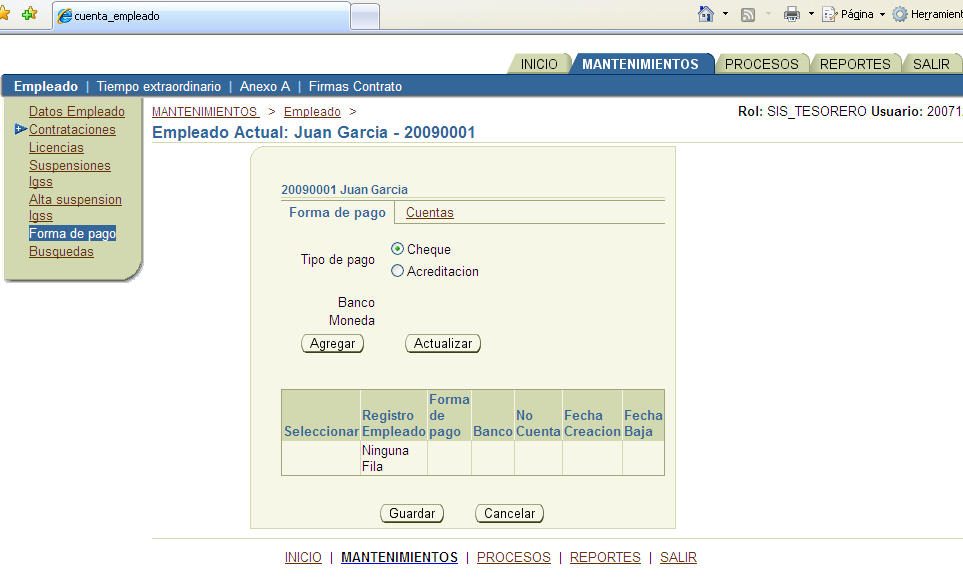 cuenta_empleado
Página
Herramient
INICIO MANTENIMIENTOS PROCESOS REPORTES SALIR
Empleado | Tiempo extraordinario | Anexo A | Firmas Contrato
Datos Empleado
Contrataciones
Licencias
Suspensiones
Igss
Alta suspension
Igss
Forma de pago
Busquedas
MANTENIMIENTOS > Empleado >
Rol: SIS_TESORERO Usuario: 20071
Empleado Actual: Juan Garcia - 20090001
20090001 Juan Garcia
Forma de pago Cuentas
Tipo de pago
Cheque
Acreditacion
Banco
Moneda
Agregar Actualizar
Seleccionar
Registro
Empleado
Forma
de
pago
Banco
No
Cuenta
Fecha
Creacion
Fecha
Baja
Ninguna
Fila
Guardar Cancelar
INICIO | MANTENIMIENTOS | PROCESOS | REPORTES | SALIR